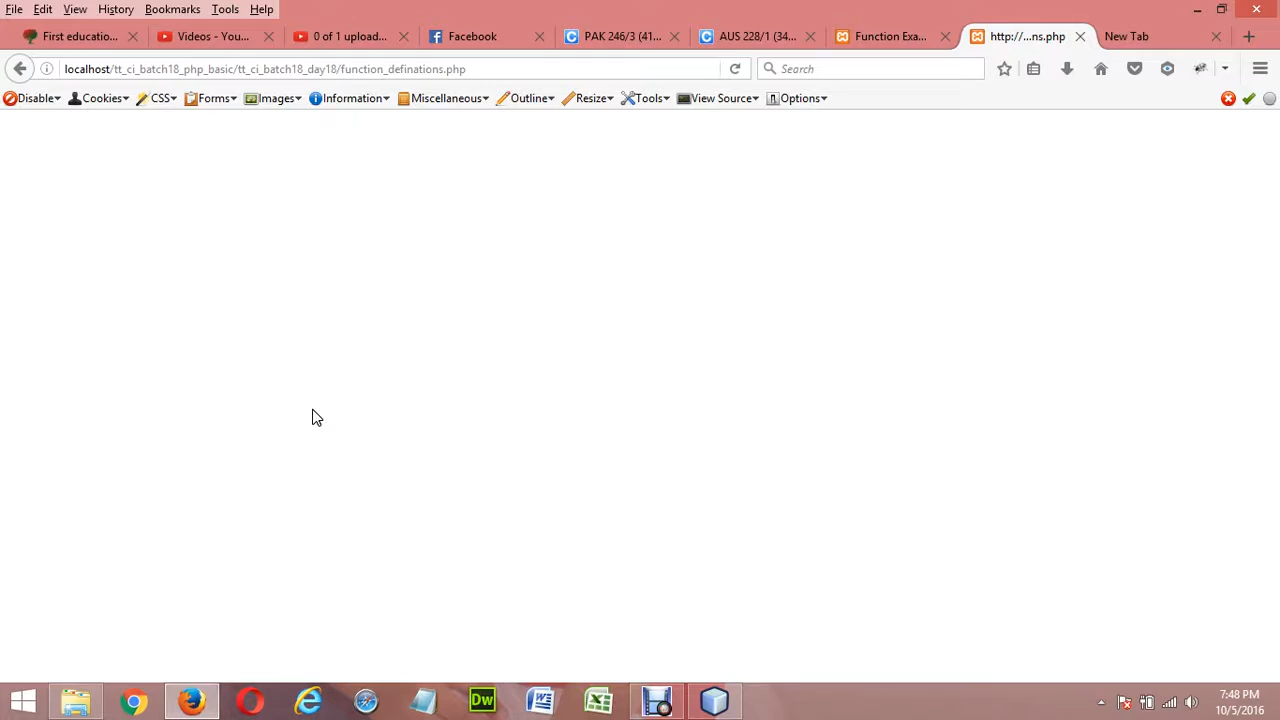 File Edit View History Bookmarks Tools Help
First educatio... Videos - You... 0 of 1 upload... Facebook PAK 246/3 (41... AUS 228/1 (34... Function Exa... http://...ns.php New Tab
localhost/tt_ci_batch18_php_basic/tt_ci_batch18_day18/function_definations.php Search
Disable Cookies CSS Forms Images Information Miscellaneous Outline Resize Tools View Source Options
Dw
7:48 PM
10/5/2016